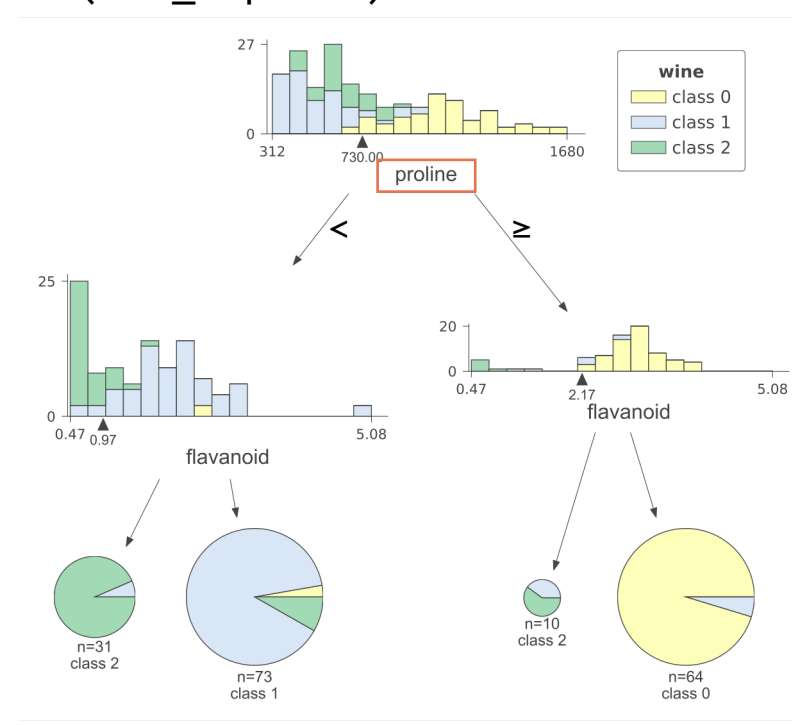 27
0
312
730.00
1680
proline
wine
class 0
class 1
class 2
<
≥
25
0
0.47
0.97
5.08
flavanoid
20
0
0.47
2.17
5.08
flavanoid
n=31
class 2
n=73
class 1
n=10
class 2
n=64
class 0